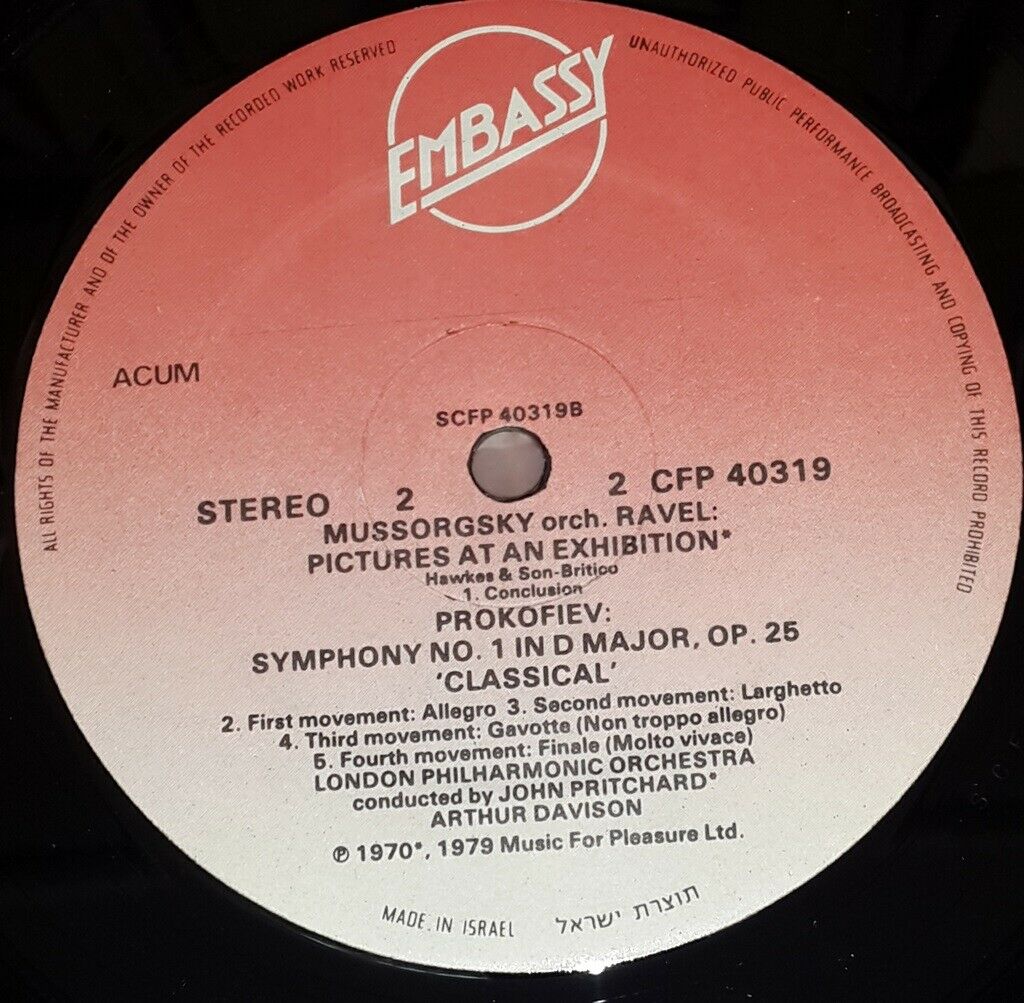 EMBASSY
ALL RIGHTS OF THE MANUFACTURER AND OF THE OWNER OF THE RECORDED WORK RESERVED
UNAUTHORIZED PUBLIC PERFORMANCE BROADCASTING AND COPYING OF THIS RECORD PROHIBITED
ACUM
SCFP 40319B
STEREO 2 2 CFP 40319
MUSSORGSKY orch. RAVEL:
PICTURES AT AN EXHIBITION*
Hawkes & Son-Britico
1. Conclusion
PROKOFIEV:
SYMPHONY NO. 1 IN D MAJOR, OP. 25
'CLASSICAL'
2. First movement: Allegro 3. Second movement: Larghetto
4. Third movement: Gavotte (Non troppo allegro)
5. Fourth movement: Finale (Molto vivace)
LONDON PHILHARMONIC ORCHESTRA
conducted by JOHN PRITCHARD*
ARTHUR DAVISON
℗ 1970*, 1979 Music For Pleasure Ltd.
MADE IN ISRAEL תוצרת ישראל